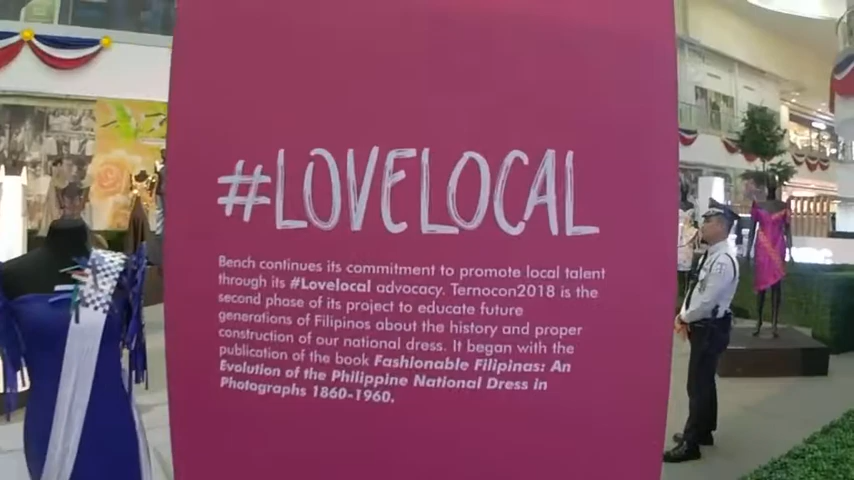 #LOVELOCAL
Bench continues its commitment to promote local talent
through its #Lovelocal advocacy. Ternocon2018 is the
second phase of its project to educate future
generations of Filipinos about the history and proper
construction of our national dress. It began with the
publication of the book Fashionable Filipinas: An
Evolution of the Philippine National Dress in
Photographs 1860-1960.